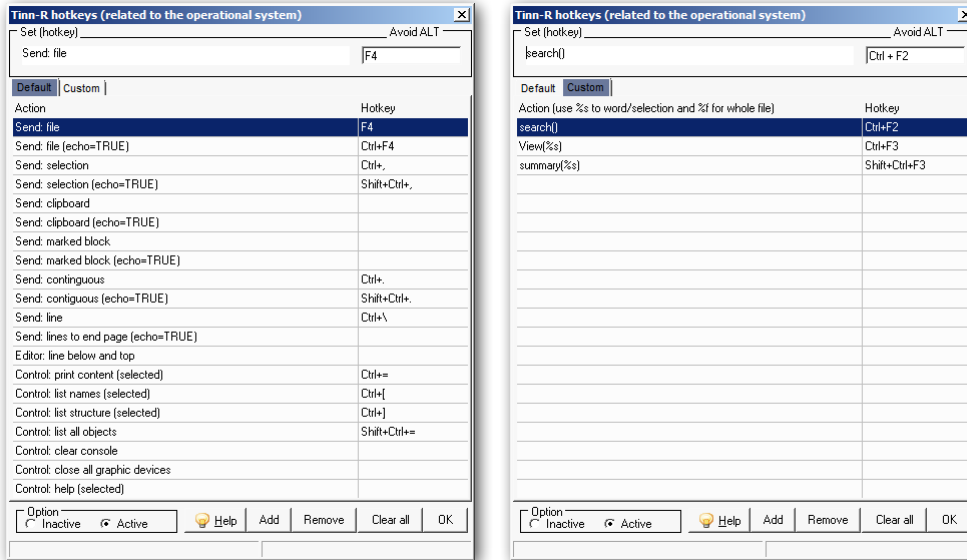 Tinn-R hotkeys (related to the operational system)
Set (hotkey) Avoid ALT
Send: file F4
Default Custom
Action Hotkey
Send: file F4
Send: file (echo=TRUE) Ctrl+F4
Send: selection Ctrl+,
Send: selection (echo=TRUE) Shift+Ctrl+,
Send: clipboard
Send: clipboard (echo=TRUE)
Send: marked block
Send: marked block (echo=TRUE)
Send: continguous Ctrl+.
Send: contiguous (echo=TRUE) Shift+Ctrl+.
Send: line Ctrl+\
Send: lines to end page (echo=TRUE)
Editor: line below and top
Control: print content (selected) Ctrl+=
Control: list names (selected) Ctrl+[
Control: list structure (selected) Ctrl+]
Control: list all objects Shift+Ctrl+=
Control: clear console
Control: close all graphic devices
Control: help (selected)
Option
Inactive Active Help Add Remove Clear all OK
Tinn-R hotkeys (related to the operational system)
Set (hotkey) Avoid ALT
search() Ctrl + F2
Default Custom
Action (use %s to word/selection and %f for whole file) Hotkey
search() Ctrl+F2
View(%s) Ctrl+F3
summary(%s) Shift+Ctrl+F3
Option
Inactive Active Help Add Remove Clear all OK